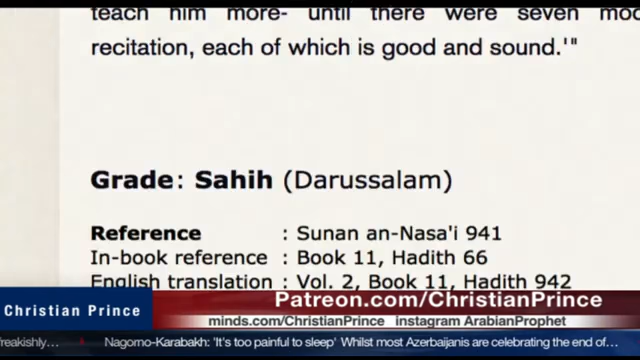 teach him more- until there were seven mod
recitation, each of which is good and sound.'"
Grade: Sahih (Darussalam)
Reference : Sunan an-Nasa'i 941
In-book reference : Book 11, Hadith 66
English translation : Vol. 2, Book 11, Hadith 942
Christian Prince
Patreon.com/ChristianPrince
minds.com/ChristianPrince instagram ArabianProphet
freakishly... Nagorno-Karabakh: 'It's too painful to sleep' Whilst most Azerbaijanis are celebrating the end of...